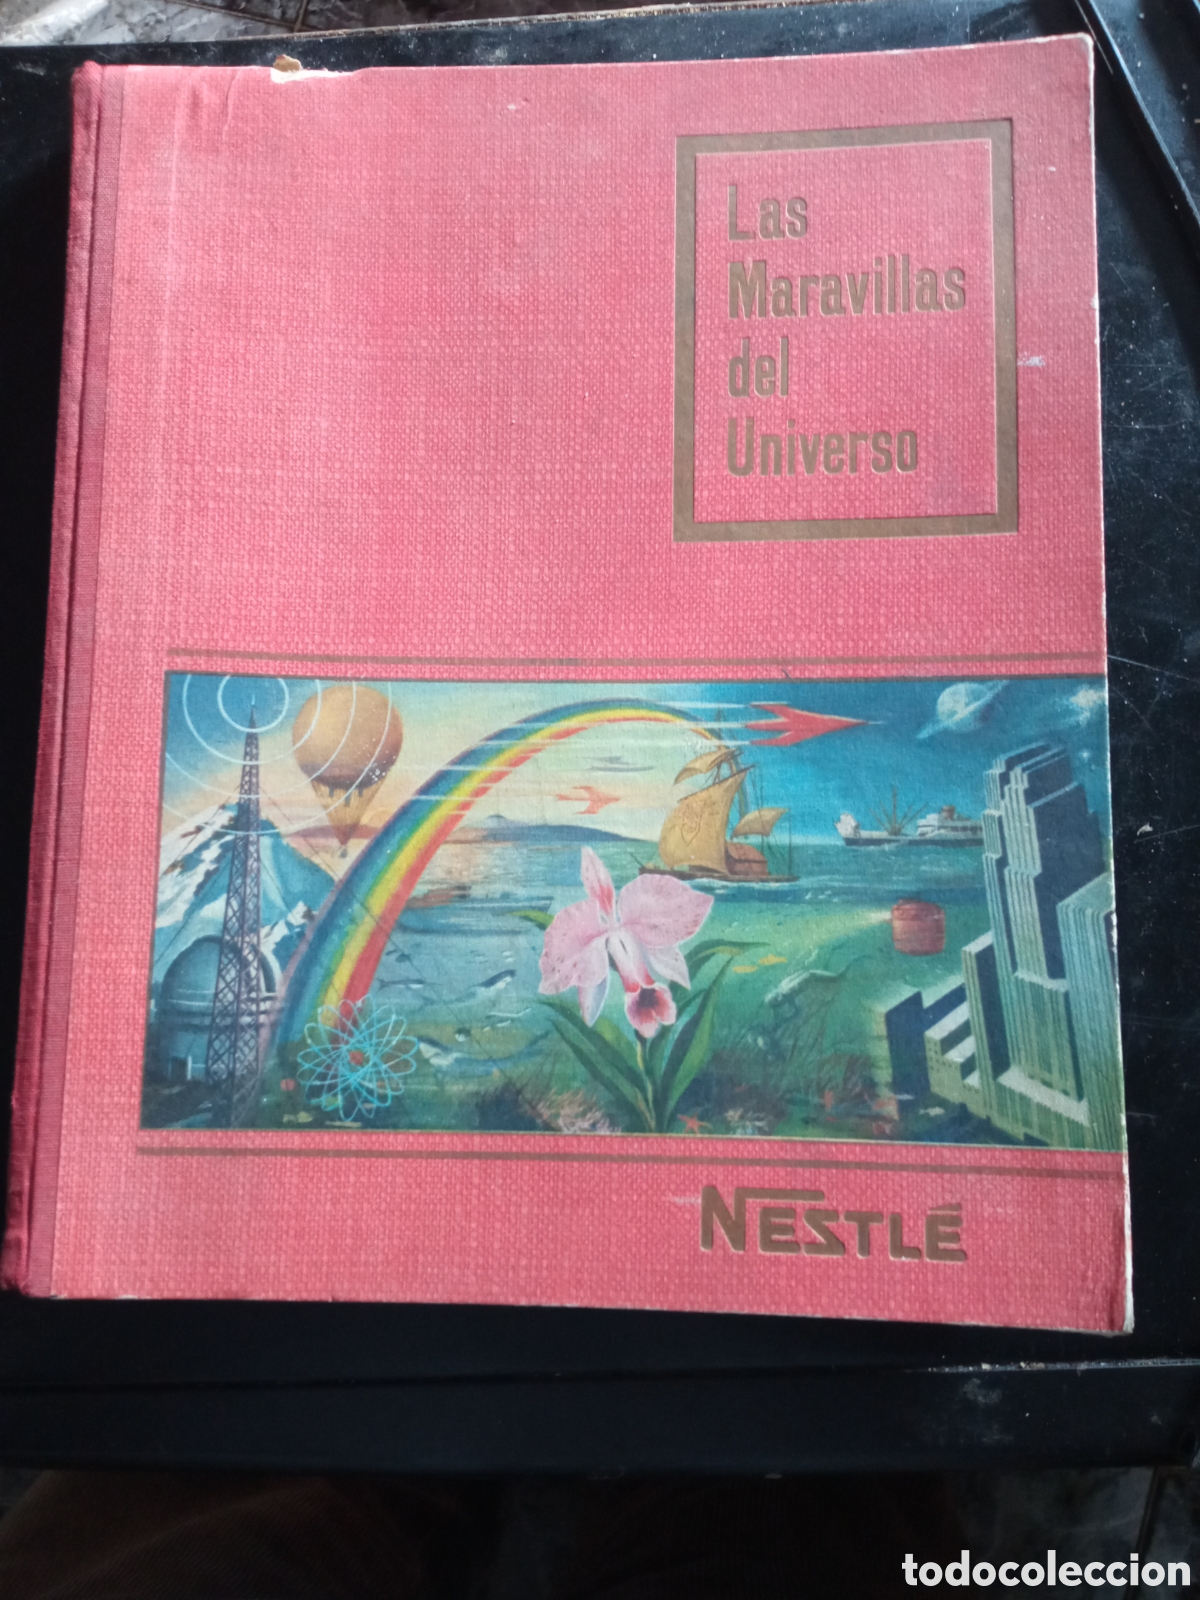 Las
Maravillas
del
Universo
NESTLÉ
todocoleccion